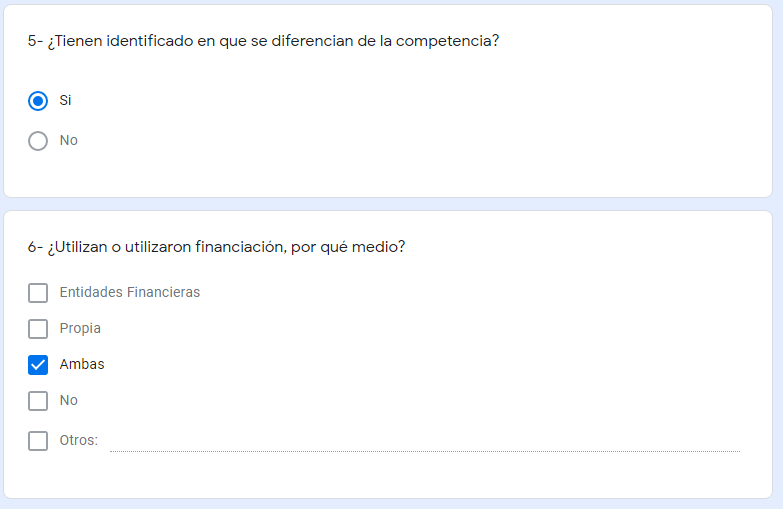 5- ¿Tienen identificado en que se diferencian de la competencia?
Si
No
6- ¿Utilizan o utilizaron financiación, por qué medio?
Entidades Financieras
Propia
Ambas
No
Otros: